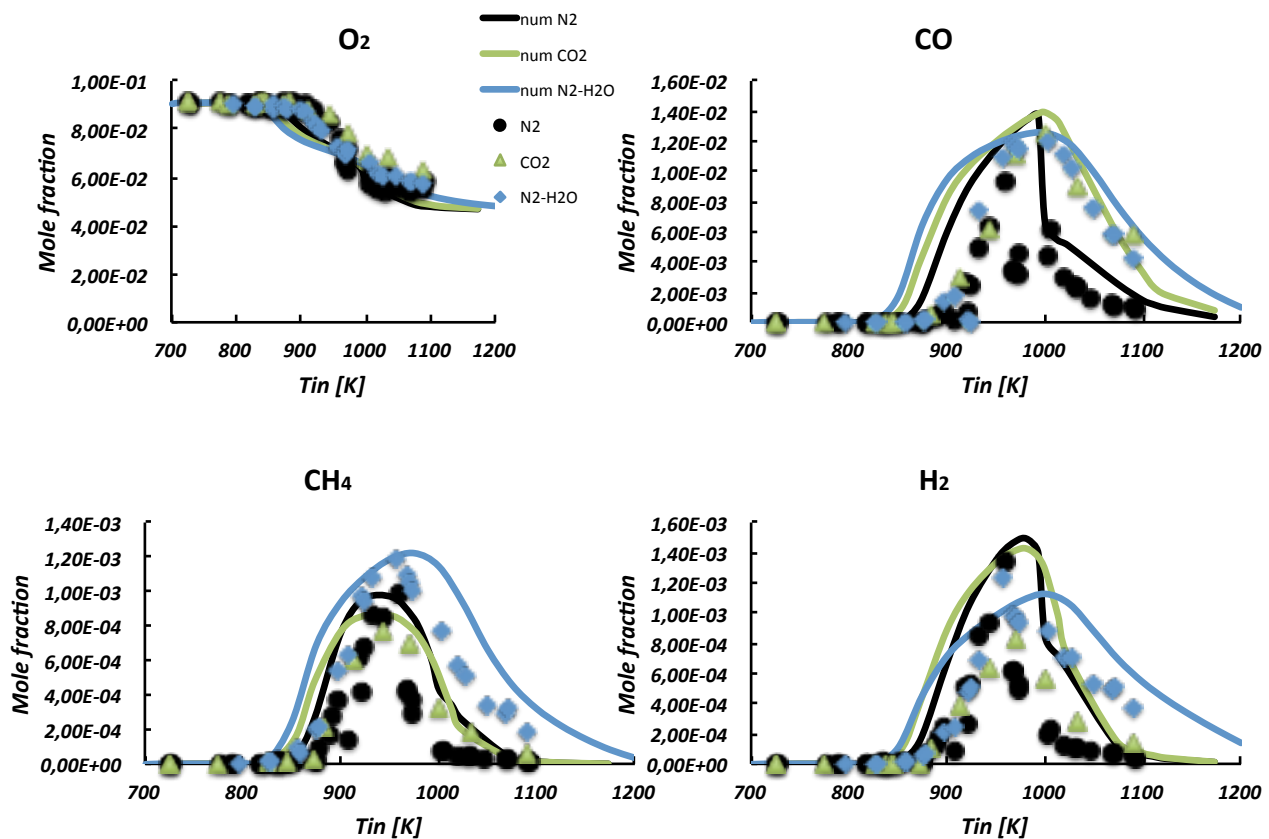 O2
num N2
num CO2
num N2-H2O
N2
CO2
N2-H2O
1,00E-01
8,00E-02
6,00E-02
4,00E-02
2,00E-02
0,00E+00
Mole fraction
700 800 900 1000 1100 1200
Tin [K]
CO
1,60E-02
1,40E-02
1,20E-02
1,00E-02
8,00E-03
6,00E-03
4,00E-03
2,00E-03
0,00E+00
Mole fraction
700 800 900 1000 1100 1200
Tin [K]
CH4
1,40E-03
1,20E-03
1,00E-03
8,00E-04
6,00E-04
4,00E-04
2,00E-04
0,00E+00
Mole fraction
700 800 900 1000 1100 1200
Tin [K]
H2
1,60E-03
1,40E-03
1,20E-03
1,00E-03
8,00E-04
6,00E-04
4,00E-04
2,00E-04
0,00E+00
Mole fraction
700 800 900 1000 1100 1200
Tin [K]